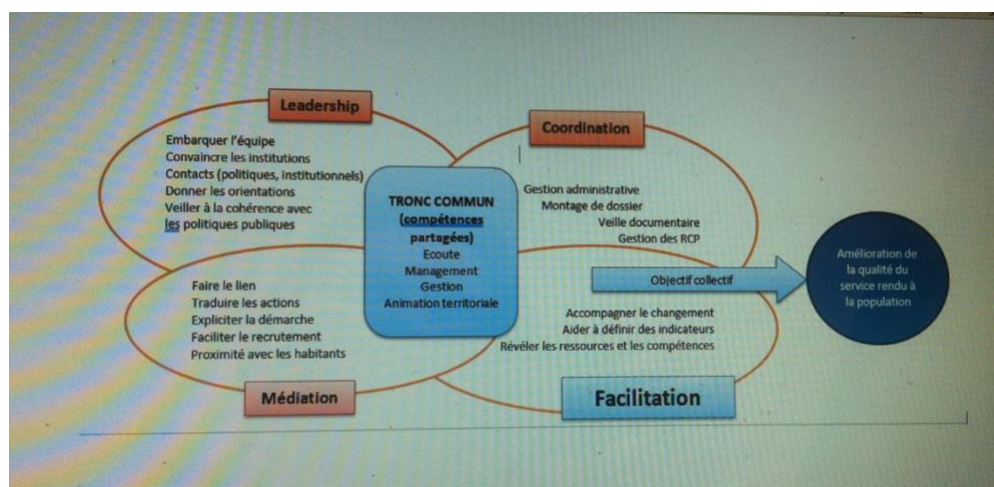 Leadership
Embarquer l'équipe
Convaincre les institutions
Contacts (politiques, institutionnels)
Donner les orientations
Veiller à la cohérence avec
les politiques publiques
Coordination
Gestion administrative
Montage de dossier
Veille documentaire
Gestion des RCP
TRONC COMMUN
(compétences
partagées)
Ecoute
Management
Gestion
Animation territoriale
Objectif collectif
Amélioration de
la qualité du
service rendu à
la population
Faire le lien
Traduire les actions
Expliciter la démarche
Faciliter le recrutement
Proximité avec les habitants
Médiation
Accompagner le changement
Aider à définir des indicateurs
Révéler les ressources et les compétences
Facilitation